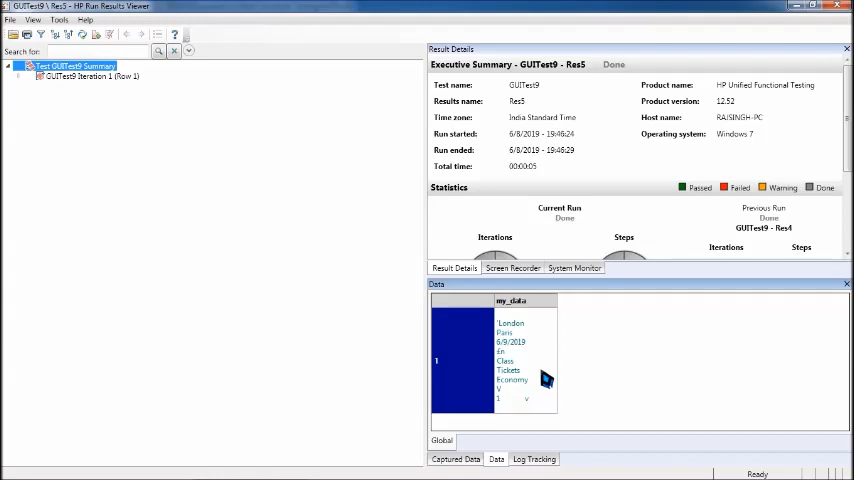 GUITest9 \ Res5 - HP Run Results Viewer
File View Tools Help
Search for:
Test GUITest9 Summary
GUITest9 Iteration 1 (Row 1)
Result Details
Executive Summary - GUITest9 - Res5 Done
Test name: GUITest9 Product name: HP Unified Functional Testing
Results name: Res5 Product version: 12.52
Time zone: India Standard Time Host name: RAJSINGH-PC
Run started: 6/8/2019 - 19:46:24 Operating system: Windows 7
Run ended: 6/8/2019 - 19:46:29
Total time: 00:00:05
Statistics Passed Failed Warning Done
Current Run Previous Run
Done Done
GUITest9 - Res4
Iterations Steps Iterations Steps
Result Details Screen Recorder System Monitor
Data
my_data
1
'London
Paris
6/9/2019
£n
Class
Tickets
Economy
V
1 v
Global
Captured Data Data Log Tracking
Ready